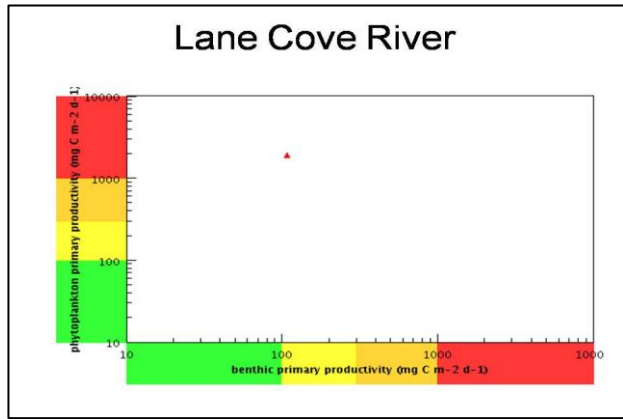 Lane Cove River
phytoplankton primary productivity (mg C m-2 d-1)
10000
1000
100
10
10 100 1000 1000
benthic primary productivity (mg C m-2 d-1)